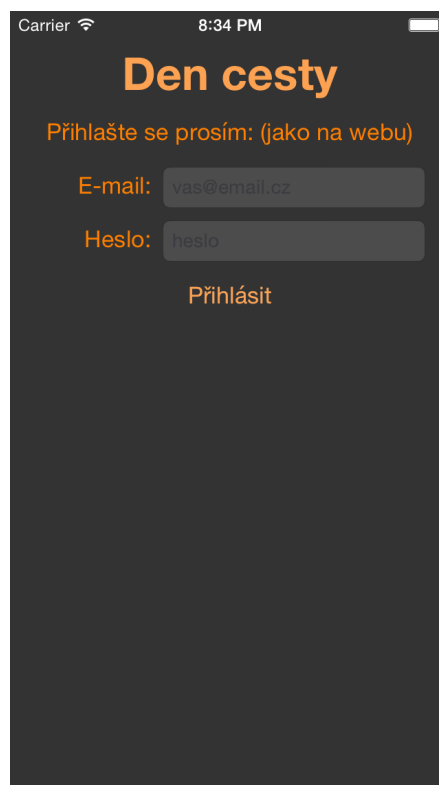 Carrier 8:34 PM
Den cesty
Přihlašte se prosím: (jako na webu)
E-mail: vas@email.cz
Heslo: heslo
Přihlásit